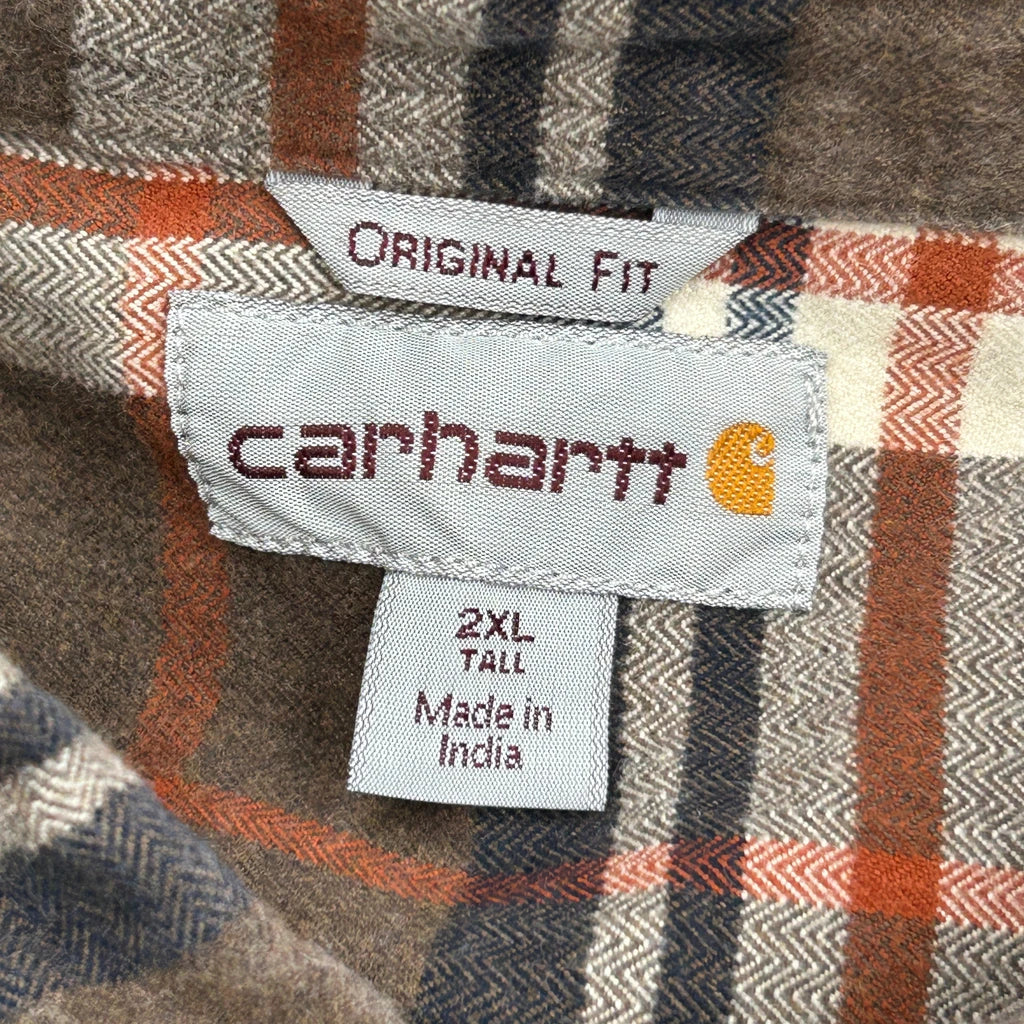 ORIGINAL FIT
carhartt
2XL
TALL
Made in
India